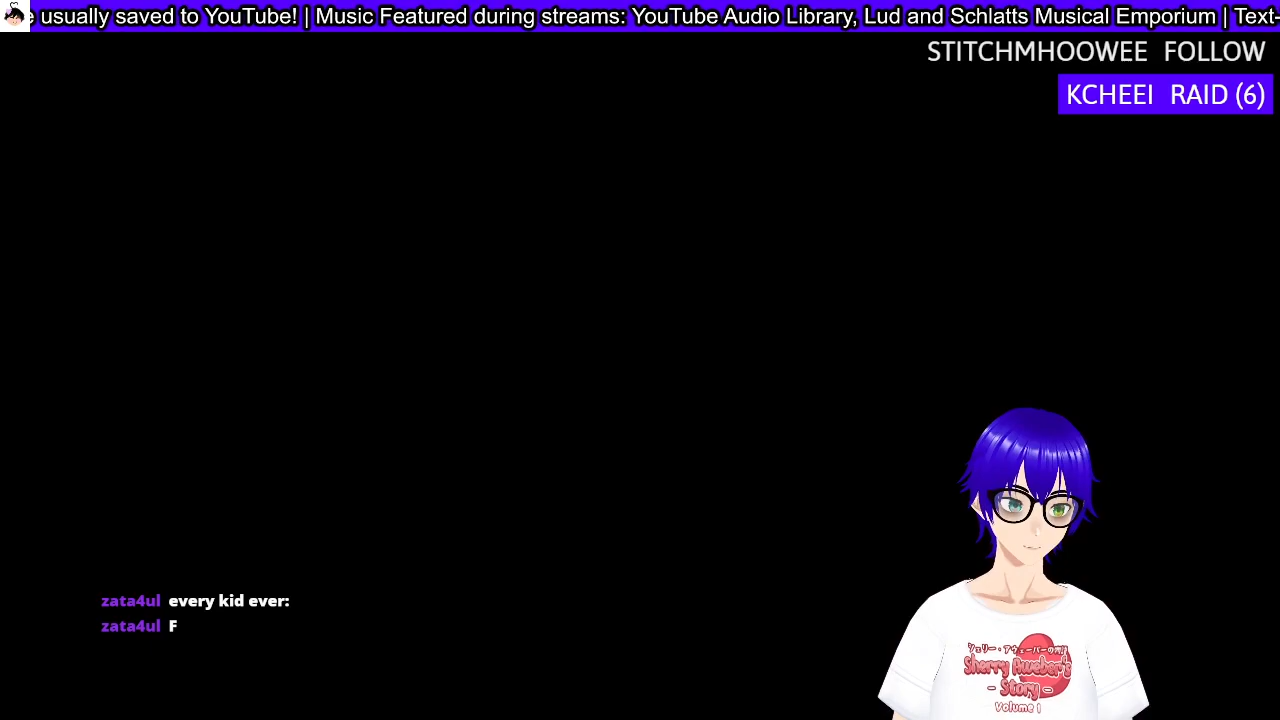 e usually saved to YouTube! | Music Featured during streams: YouTube Audio Library, Lud and Schlatts Musical Emporium | Text-
STITCHMHOOWEE FOLLOW
KCHEEI RAID (6)
zata4ul every kid ever:
zata4ul F
Sherry Aweber's
- Story -
Volume 1